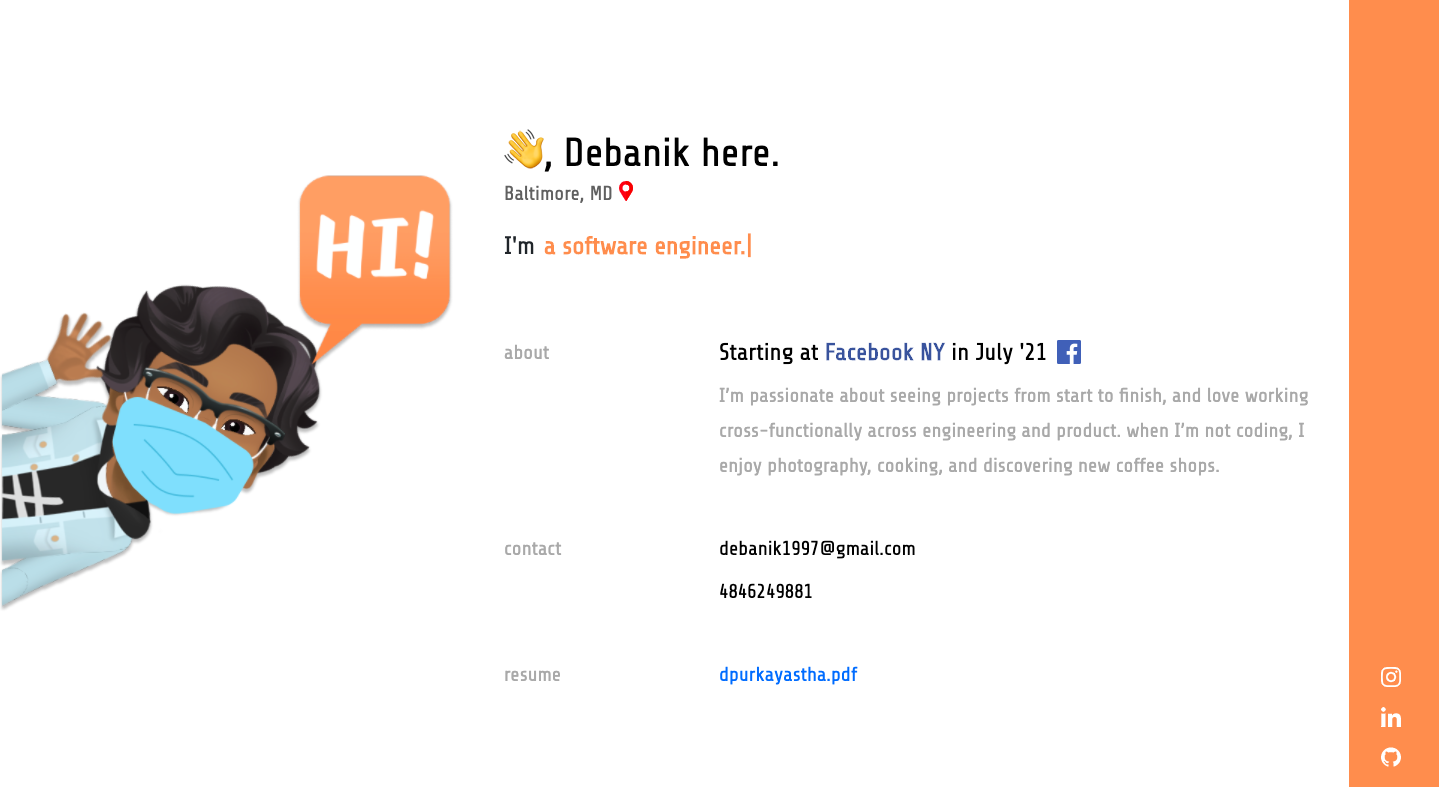 HI!
👋, Debanik here.
Baltimore, MD
I'm a software engineer.|
about
Starting at Facebook NY in July '21
I'm passionate about seeing projects from start to finish, and love working
cross-functionally across engineering and product. when I'm not coding, I
enjoy photography, cooking, and discovering new coffee shops.
contact
debanik1997@gmail.com
4846249881
resume
dpurkayastha.pdf